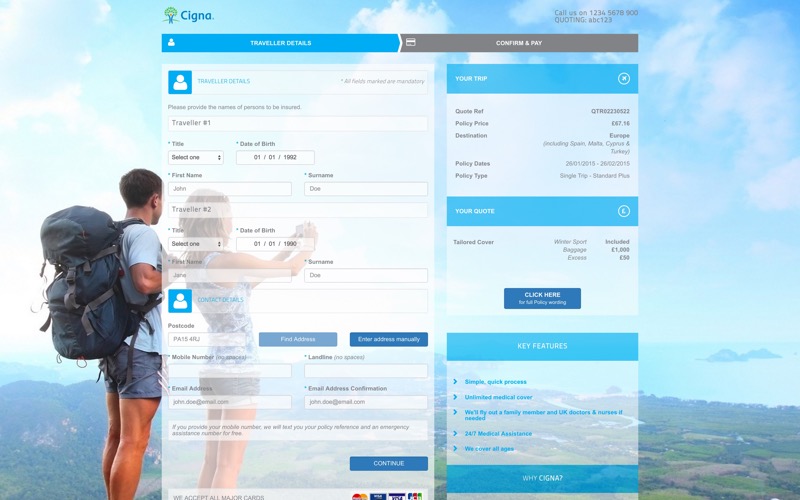 Cigna.
Call us on 1234 5678 900
QUOTING: abc123
TRAVELLER DETAILS
CONFIRM & PAY
TRAVELLER DETAILS
* All fields marked are mandatory
Please provide the names of persons to be insured.
Traveller #1
* Title
* Date of Birth
Select one
01 / 01 / 1992
* First Name
* Surname
John
Doe
Traveller #2
* Title
* Date of Birth
Select one
01 / 01 / 1990
* First Name
* Surname
Jane
Doe
CONTACT DETAILS
Postcode
PA15 4RJ
Find Address
Enter address manually
* Mobile Number (no spaces)
* Landline (no spaces)
* Email Address
* Email Address Confirmation
john.doe@email.com
john.doe@email.com
If you provide your mobile number, we will text you your policy reference and an emergency
assistance number for free.
CONTINUE
WE ACCEPT ALL MAJOR CARDS
VISA
VISA
JCB
YOUR TRIP
Quote Ref QTR02230522
Policy Price £67.16
Destination Europe
(including Spain, Malta, Cyprus &
Turkey)
Policy Dates 26/01/2015 - 26/02/2015
Policy Type Single Trip - Standard Plus
YOUR QUOTE
£
Tailored Cover Winter Sport Included
Baggage £1,000
Excess £50
CLICK HERE
for full Policy wording
KEY FEATURES
Simple, quick process
Unlimited medical cover
We'll fly out a family member and UK doctors & nurses if
needed
24/7 Medical Assistance
We cover all ages
WHY CIGNA?